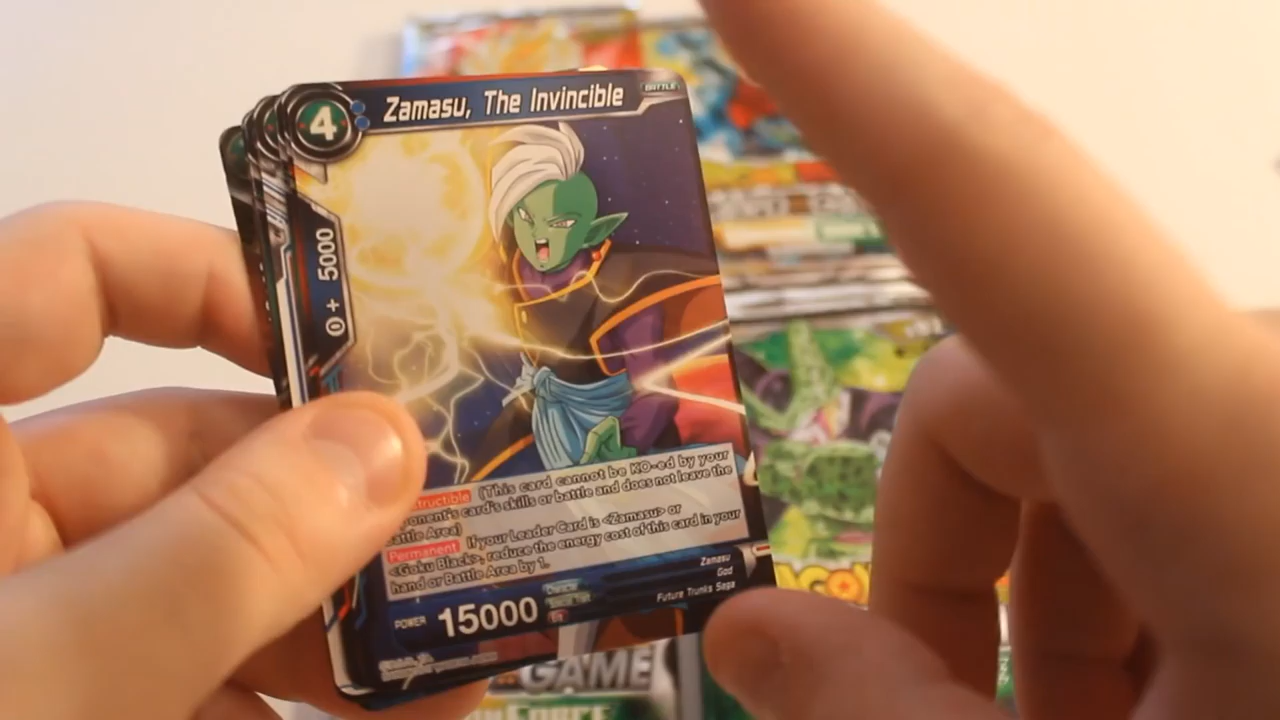 4
Zamasu, The Invincible
BATTLE
0 + 5000
(This card cannot be KO-ed by your
card's skills or battle and does not leave the
Area)
Permanent If your Leader Card is <Zamasu> or
<Goku Black>, reduce the energy cost of this card in your
hand or Battle Area by 1.
Zamasu
God
Future Trunks Saga
POWER 15000
GAME